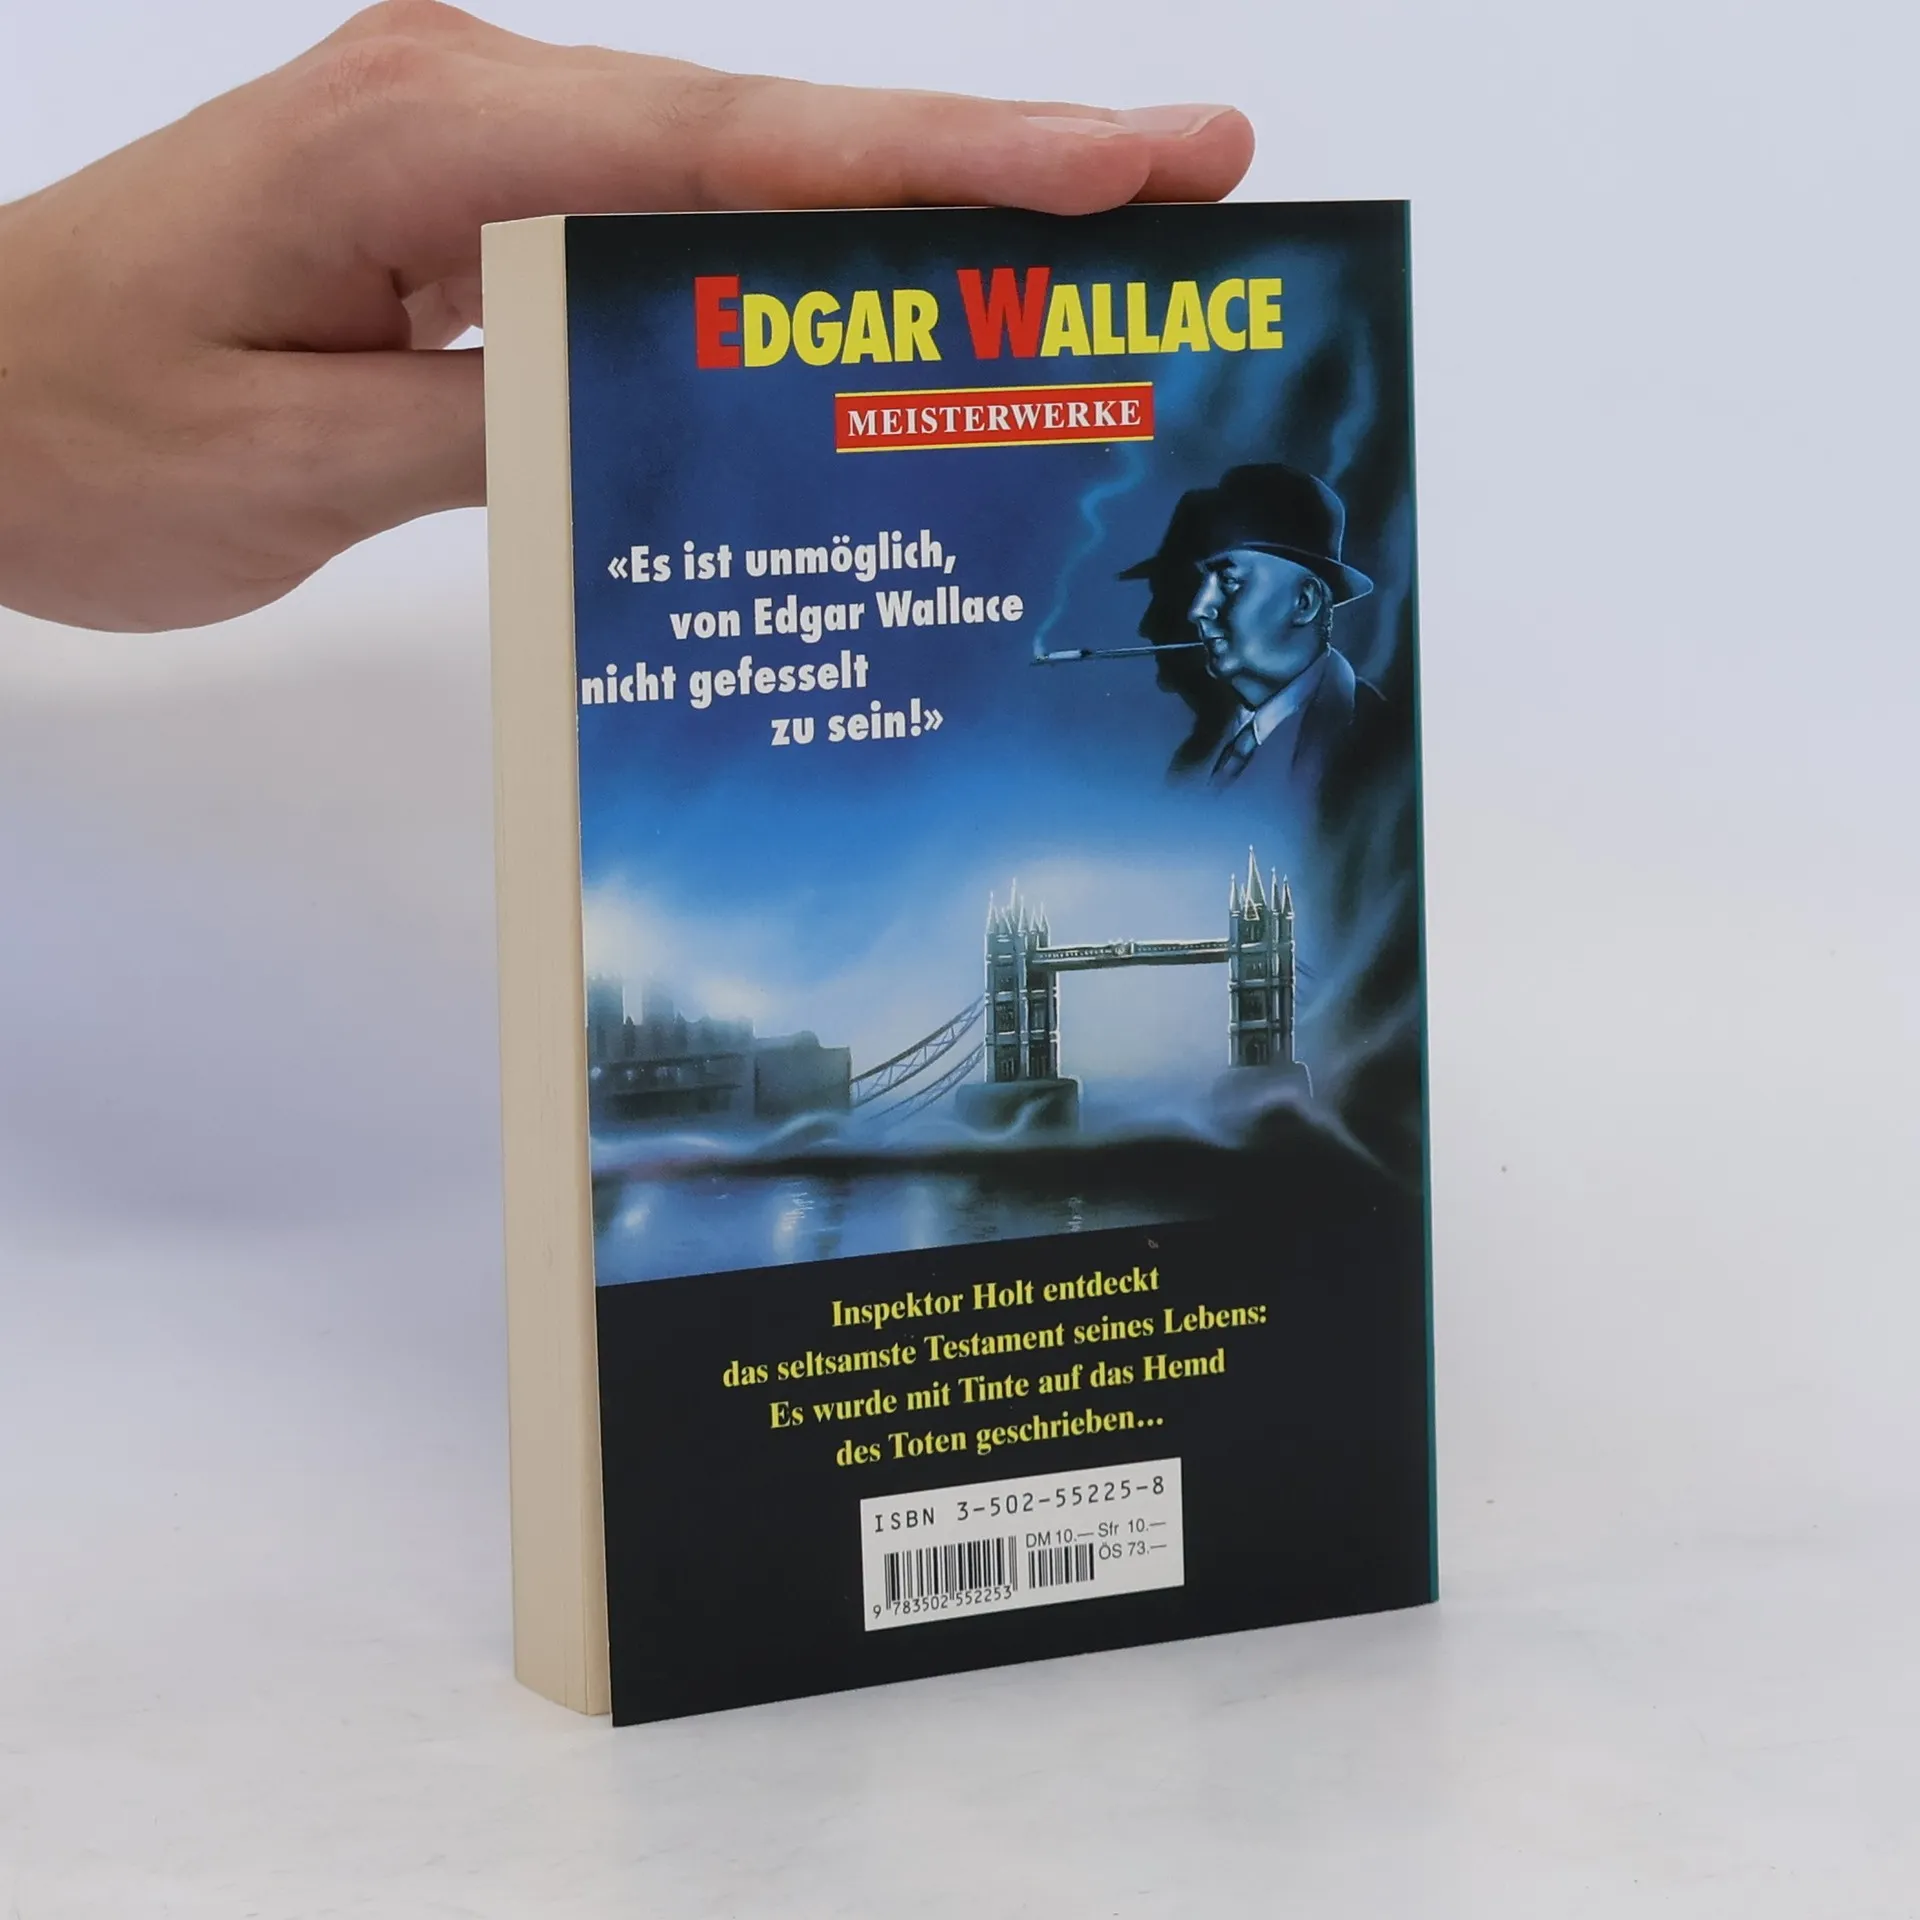 EDGAR WALLACE
MEISTERWERKE
«Es ist unmöglich,
von Edgar Wallace
nicht gefesselt
zu sein!»
Inspektor Holt entdeckt
das seltsamste Testament seines Lebens:
Es wurde mit Tinte auf das Hemd
des Toten geschrieben...
ISBN 3-502-55225-8
DM 10.— Sfr 10.—
ÖS 73.—
9 783502 552253